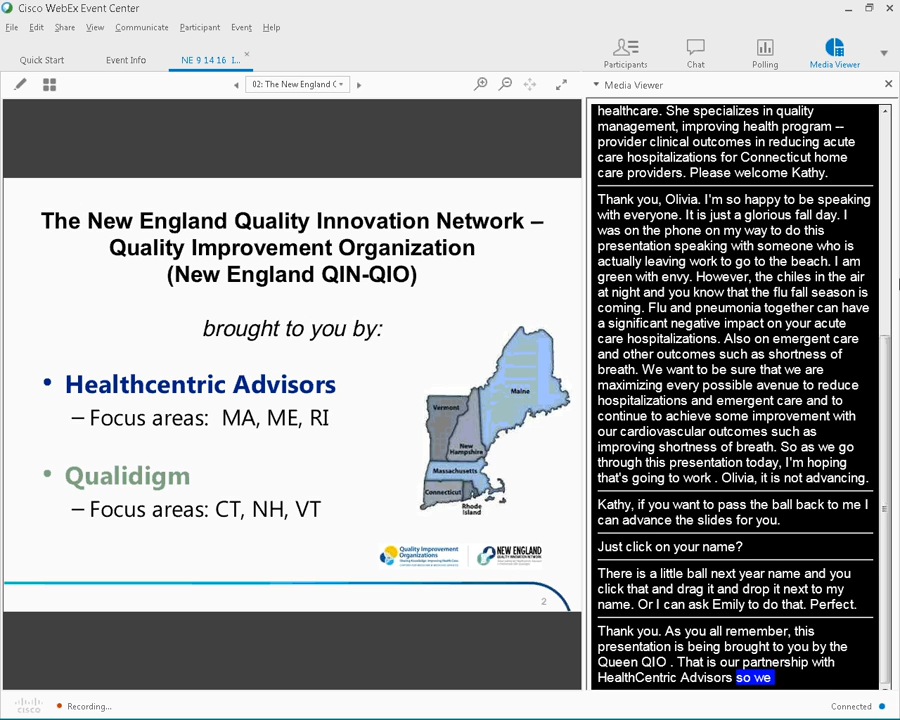 Cisco WebEx Event Center
File Edit Share View Communicate Participant Event Help
Quick Start Event Info NE 9 14 16 I...
Participants Chat Polling Media Viewer
02: The New England C
Media Viewer
The New England Quality Innovation Network –
Quality Improvement Organization
(New England QIN-QIO)
brought to you by:
• Healthcentric Advisors
– Focus areas: MA, ME, RI
• Qualidigm
– Focus areas: CT, NH, VT
Maine
Vermont
New
Hampshire
Massachusetts
Connecticut
Rhode
Island
Quality Improvement
Organizations
NEW ENGLAND
2
healthcare. She specializes in quality
management, improving health program --
provider clinical outcomes in reducing acute
care hospitalizations for Connecticut home
care providers. Please welcome Kathy.
Thank you, Olivia. I'm so happy to be speaking
with everyone. It is just a glorious fall day. I
was on the phone on my way to do this
presentation speaking with someone who is
actually leaving work to go to the beach. I am
green with envy. However, the chiles in the air
at night and you know that the flu fall season is
coming. Flu and pneumonia together can have
a significant negative impact on your acute
care hospitalizations. Also on emergent care
and other outcomes such as shortness of
breath. We want to be sure that we are
maximizing every possible avenue to reduce
hospitalizations and emergent care and to
continue to achieve some improvement with
our cardiovascular outcomes such as
improving shortness of breath. So as we go
through this presentation today, I'm hoping
that's going to work . Olivia, it is not advancing.
Kathy, if you want to pass the ball back to me I
can advance the slides for you.
Just click on your name?
There is a little ball next year name and you
click that and drag it and drop it next to my
name. Or I can ask Emily to do that. Perfect.
Thank you. As you all remember, this
presentation is being brought to you by the
Queen QIO . That is our partnership with
HealthCentric Advisors so we
cisco Recording... Connected